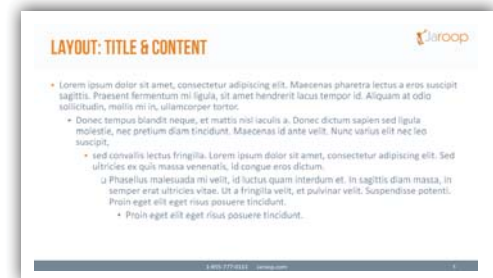 LAYOUT: TITLE & CONTENT
Jaroop
Lorem ipsum dolor sit amet, consectetur adipiscing elit. Maecenas pharetra lectus a eros suscipit
sagittis. Praesent fermentum mi ligula, sit amet hendrerit lacus tempor id. Aliquam at odio
sollicitudin, mollis mi in, ullamcorper tortor.
Donec tempus blandit neque, et mattis nisl iaculis a. Donec dictum sapien sed ligula
molestie, nec pretium diam tincidunt. Maecenas id ante velit. Nunc varius elit nec leo
suscipit,
sed convallis lectus fringilla. Lorem ipsum dolor sit amet, consectetur adipiscing elit. Sed
ultricies ex quis massa venenatis, id congue eros dictum.
Phasellus malesuada mi velit, id luctus quam interdum et. In sagittis diam massa, in
semper erat ultricies vitae. Ut a fringilla velit, et pulvinar velit. Suspendisse potenti.
Proin eget elit eget risus posuere tincidunt.
Proin eget elit eget risus posuere tincidunt.
jaroop.com